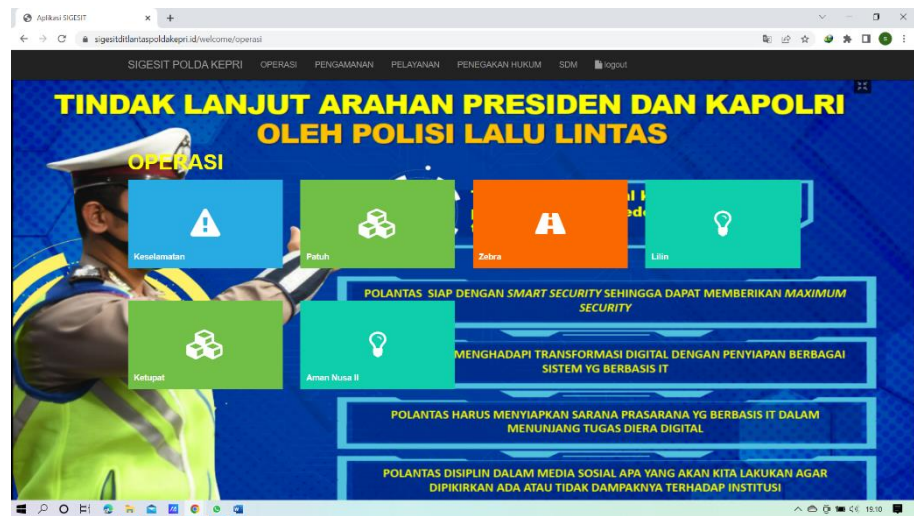 Aplikasi SIGESIT
sigesitditlantaspoldakepri.id/welcome/operasi
SIGESIT POLDA KEPRI OPERASI PENGAMANAN PELAYANAN PENEGAKAN HUKUM SDM logout
TINDAK LANJUT ARAHAN PRESIDEN DAN KAPOLRI
OLEH POLISI LALU LINTAS
OPERASI
Keselamatan Patuh Zebra Lilin
POLANTAS SIAP DENGAN SMART SECURITY SEHINGGA DAPAT MEMBERIKAN MAXIMUM
SECURITY
Ketupat Aman Nusa II
MENGHADAPI TRANSFORMASI DIGITAL DENGAN PENYIAPAN BERBAGAI
SISTEM YG BERBASIS IT
POLANTAS HARUS MENYIAPKAN SARANA PRASARANA YG BERBASIS IT DALAM
MENUNJANG TUGAS DIERA DIGITAL
POLANTAS DISIPLIN DALAM MEDIA SOSIAL APA YANG AKAN KITA LAKUKAN AGAR
DIPIKIRKAN ADA ATAU TIDAK DAMPAKNYA TERHADAP INSTITUSI
19.10